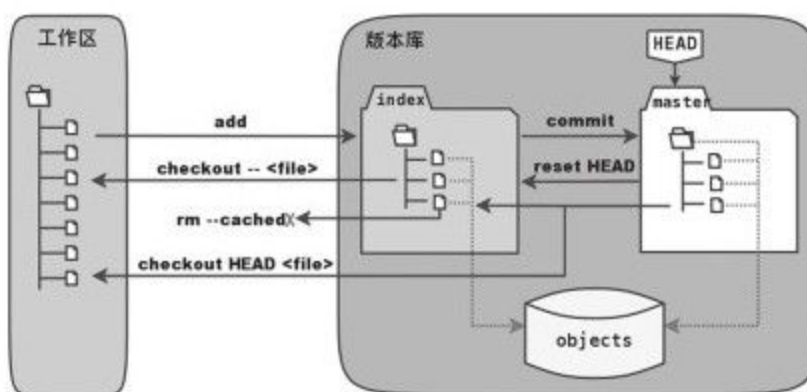 工作区
版本库
HEAD
index
master
add
commit
checkout -- <file>
reset HEAD
rm --cached
checkout HEAD <file>
objects